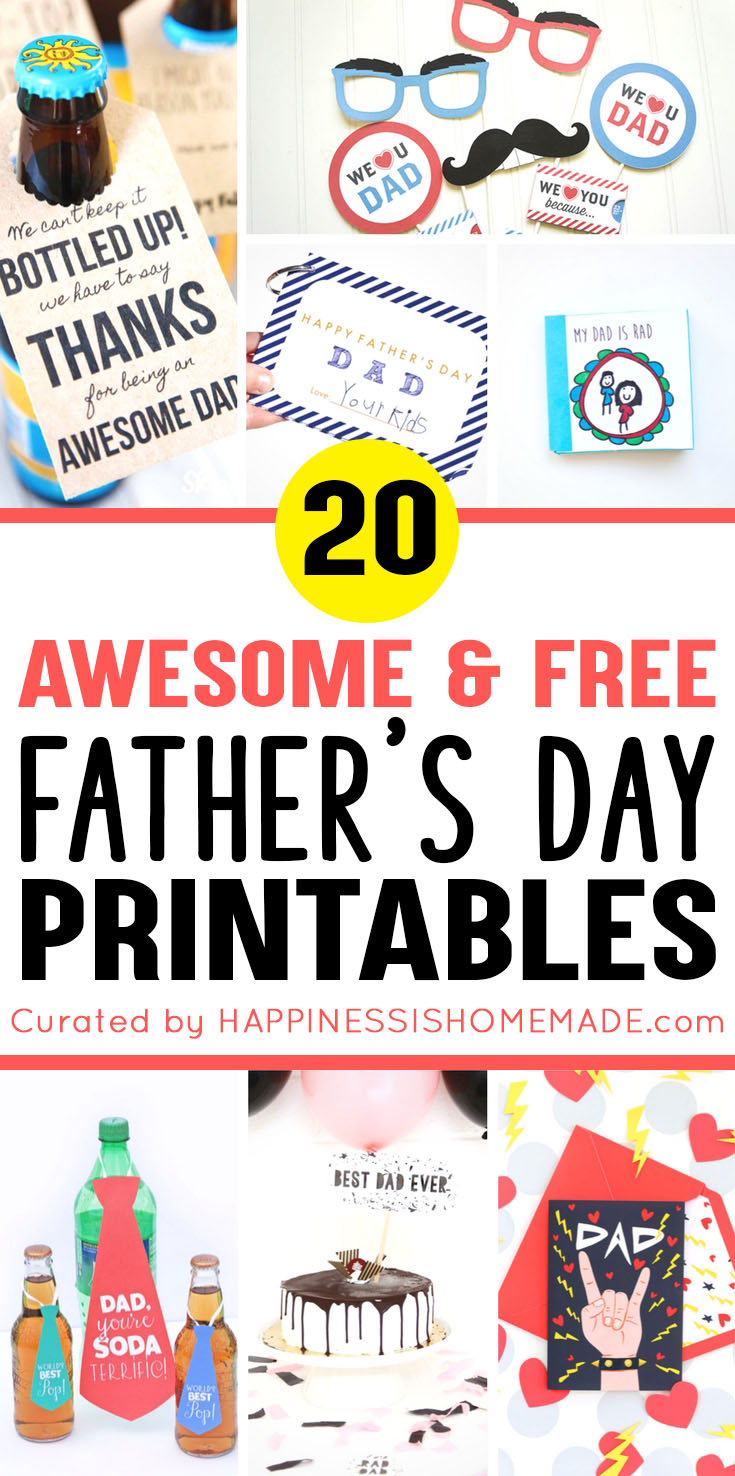 We can't keep it
BOTTLED UP!
we have to say
THANKS
for being an
AWESOME DAD
WE U
DAD
WE U
DAD
WE YOU
because...
HAPPY FATHER'S DAY
DAD
Love, Your Kids
MY DAD IS RAD
20
AWESOME & FREE
FATHER'S DAY
PRINTABLES
Curated by HAPPINESSISHOMEMADE.com
DAD,
you're
SODA
TERRIFIC!
WORLD'S
BEST
Pop!
WORLD'S
BEST
Pop!
BEST DAD EVER
RAD
DAD
DAD